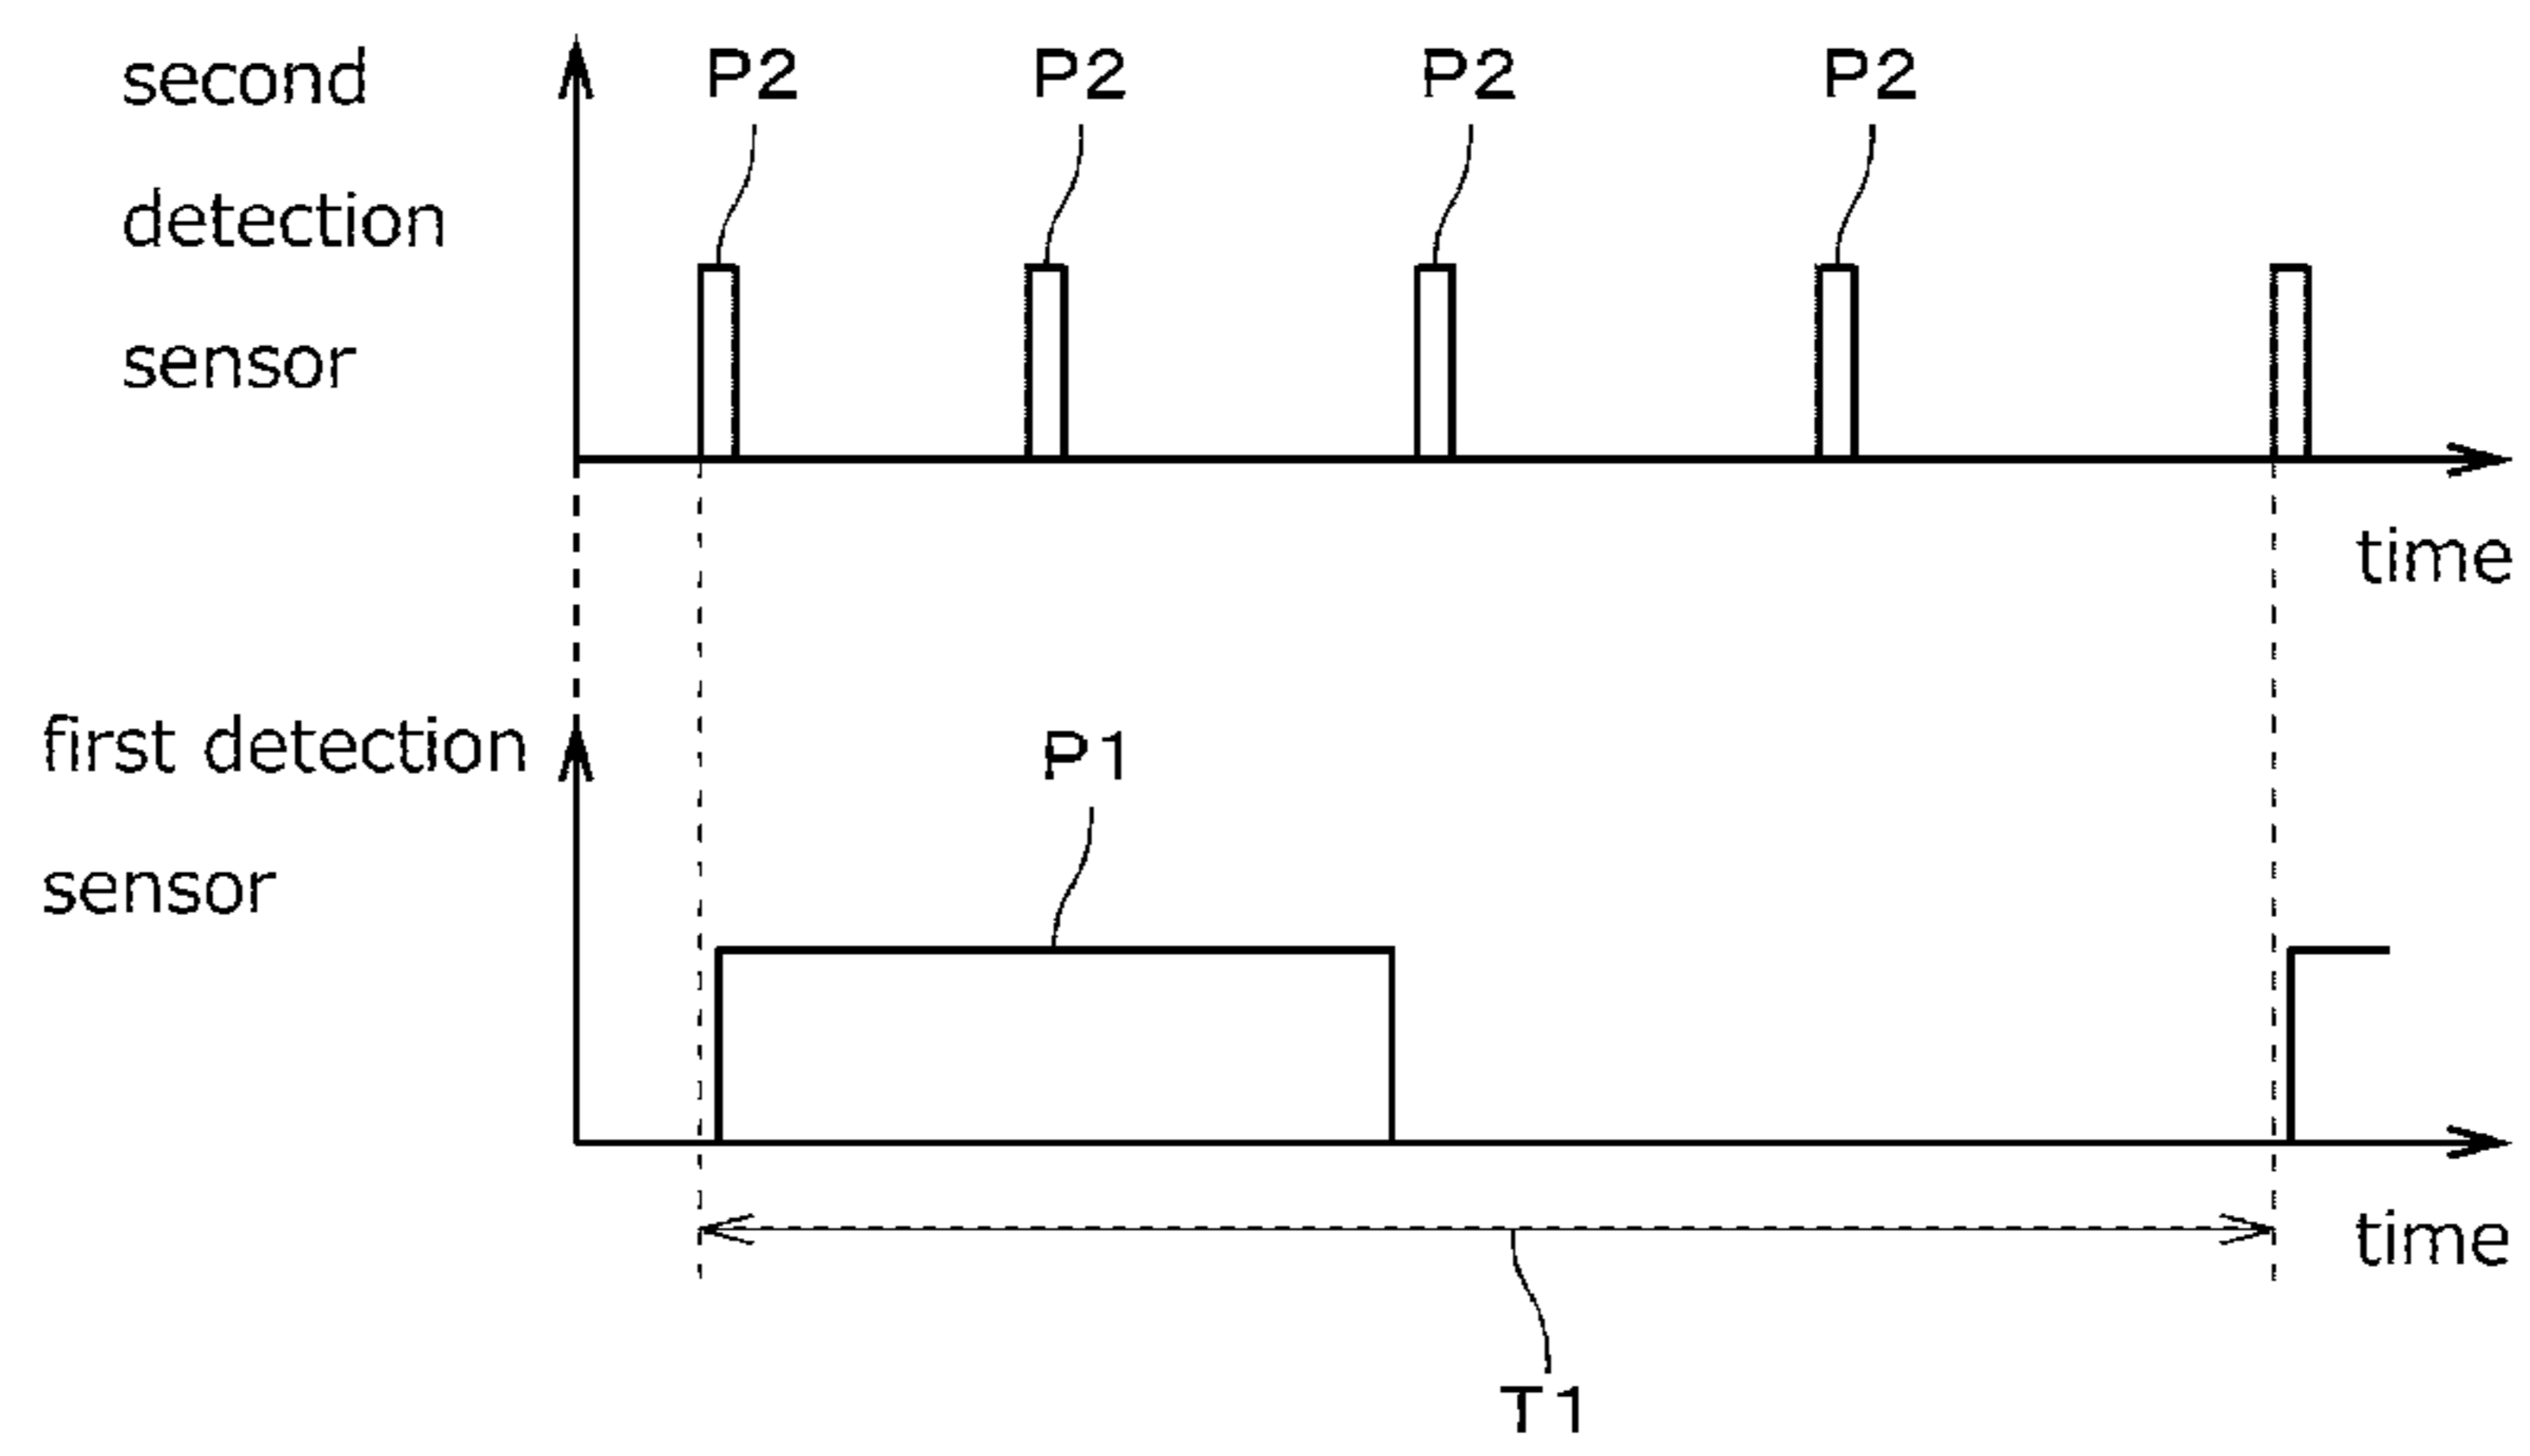 second
detection
sensor
P2 P2 P2 P2
time
first detection
sensor
P1
time
T1